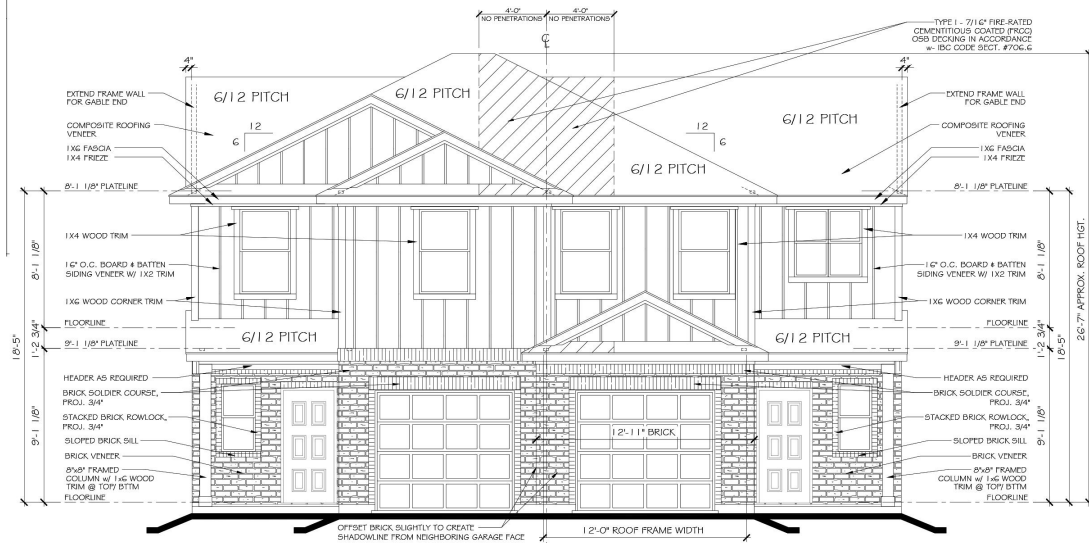 4'-0" 4'-0"
NO PENETRATIONS NO PENETRATIONS
℄
TYPE I - 7/16" FIRE-RATED
CEMENTITIOUS COATED (FRCC)
OSB DECKING IN ACCORDANCE
w- IBC CODE SECT. #706.6
4" 4"
EXTEND FRAME WALL
FOR GABLE END
COMPOSITE ROOFING
VENEER
1X6 FASCIA
1X4 FRIEZE
8'-1 1/8" PLATELINE
1X4 WOOD TRIM
16" O.C. BOARD & BATTEN
SIDING VENEER W/ 1X2 TRIM
1X6 WOOD CORNER TRIM
FLOORLINE
9'-1 1/8" PLATELINE
HEADER AS REQUIRED
BRICK SOLDIER COURSE,
PROJ. 3/4"
STACKED BRICK ROWLOCK,
PROJ. 3/4"
SLOPED BRICK SILL
BRICK VENEER
8"x8" FRAMED
COLUMN w/ 1x6 WOOD
TRIM @ TOP/ BTTM
FLOORLINE
18'-5"
8'-1 1/8"
1'-2 3/4"
9'-1 1/8"
6/12 PITCH
6/12 PITCH
12
6
12
6
6/12 PITCH
6/12 PITCH
6/12 PITCH
6/12 PITCH
12'-11" BRICK
OFFSET BRICK SLIGHTLY TO CREATE
SHADOWLINE FROM NEIGHBORING GARAGE FACE
12'-0" ROOF FRAME WIDTH
EXTEND FRAME WALL
FOR GABLE END
COMPOSITE ROOFING
VENEER
1X6 FASCIA
1X4 FRIEZE
8'-1 1/8" PLATELINE
1X4 WOOD TRIM
16" O.C. BOARD & BATTEN
SIDING VENEER W/ 1X2 TRIM
1X6 WOOD CORNER TRIM
FLOORLINE
9'-1 1/8" PLATELINE
HEADER AS REQUIRED
BRICK SOLDIER COURSE,
PROJ. 3/4"
STACKED BRICK ROWLOCK,
PROJ. 3/4"
SLOPED BRICK SILL
BRICK VENEER
8"x8" FRAMED
COLUMN w/ 1x6 WOOD
TRIM @ TOP/ BTTM
FLOORLINE
8'-1 1/8"
1'-2 3/4"
9'-1 1/8"
18'-5"
26'-7" APPROX. ROOF HGT.